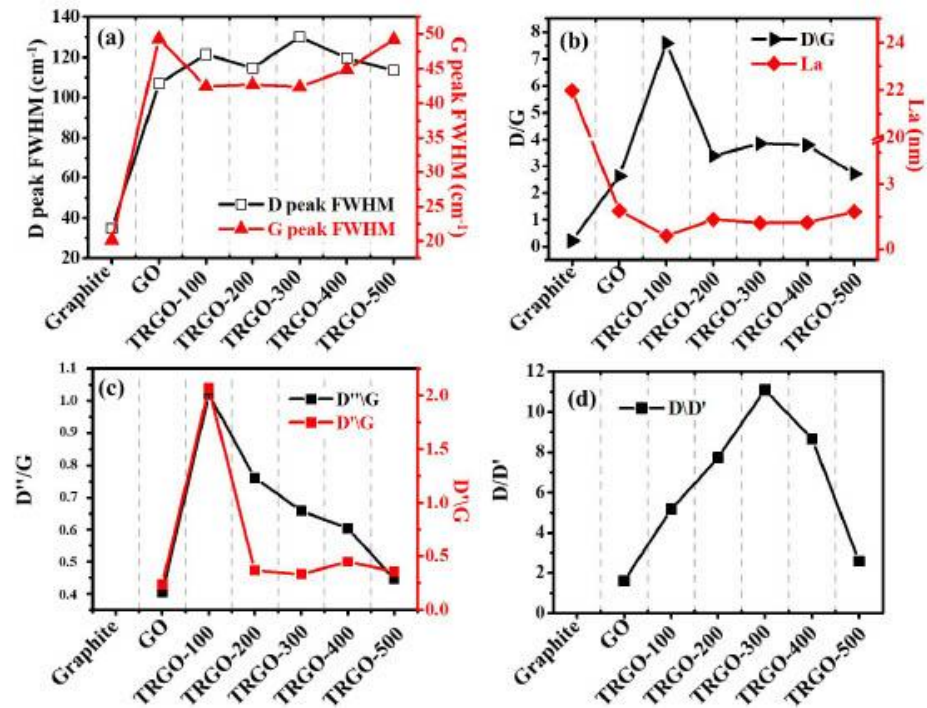 (a)
D peak FWHM (cm⁻¹)
140
120
100
80
60
40
20
G peak FWHM (cm⁻¹)
50
45
40
35
30
25
20
D peak FWHM
G peak FWHM
Graphite
GO
TRGO-100
TRGO-200
TRGO-300
TRGO-400
TRGO-500
(b)
D/G
8
7
6
5
4
3
2
1
0
La (nm)
24
22
20
3
0
D\G
La
Graphite
GO
TRGO-100
TRGO-200
TRGO-300
TRGO-400
TRGO-500
(c)
D''/G
1.1
1.0
0.9
0.8
0.7
0.6
0.5
0.4
D'\G
2.0
1.5
1.0
0.5
0.0
D''\G
D'\G
Graphite
GO
TRGO-100
TRGO-200
TRGO-300
TRGO-400
TRGO-500
(d)
D/D'
12
10
8
6
4
2
0
D\D'
Graphite
GO
TRGO-100
TRGO-200
TRGO-300
TRGO-400
TRGO-500